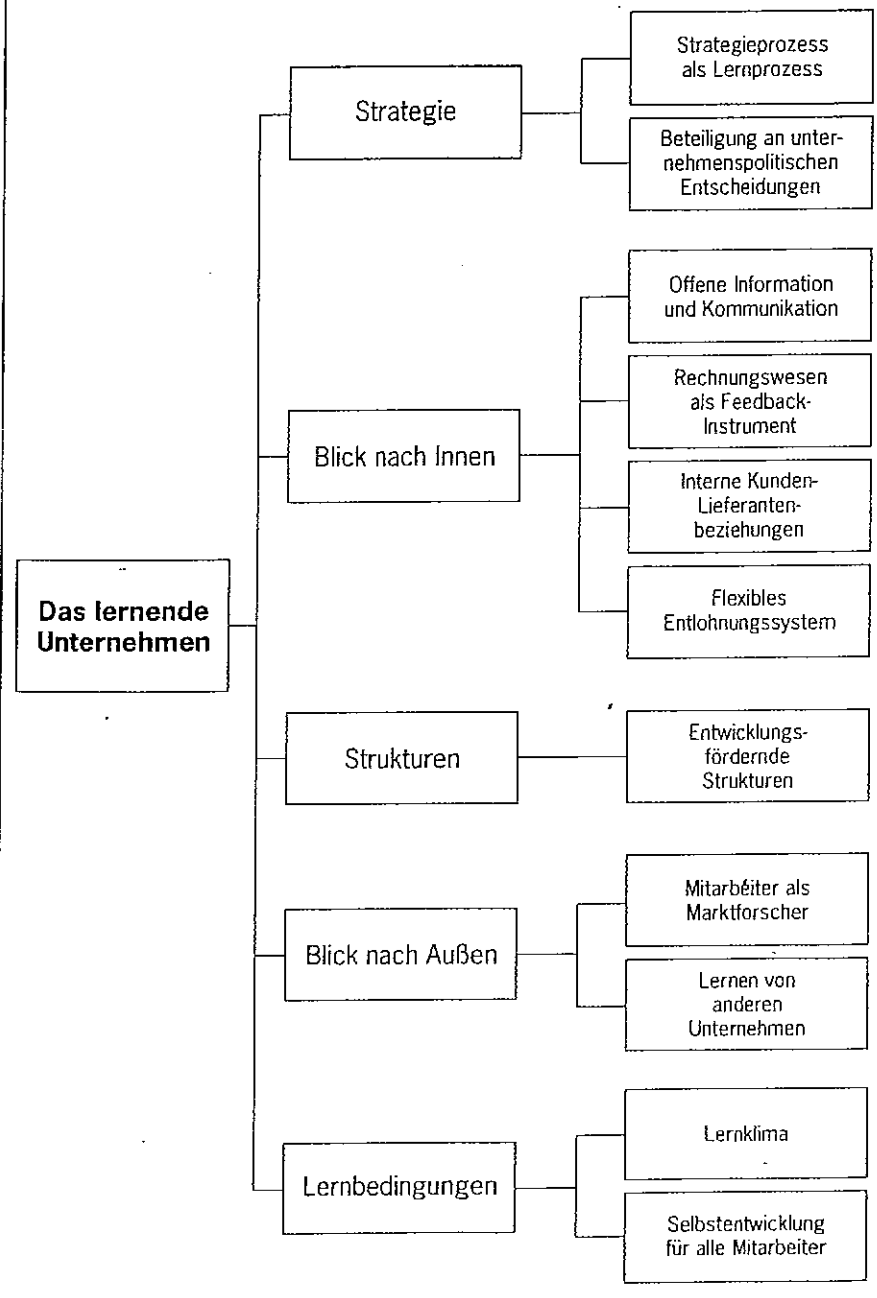 Das lernende
Unternehmen
Strategie
Strategieprozess
als Lernprozess
Beteiligung an unter-
nehmenspolitischen
Entscheidungen
Blick nach Innen
Offene Information
und Kommunikation
Rechnungswesen
als Feedback-
Instrument
Interne Kunden-
Lieferanten-
beziehungen
Flexibles
Entlohnungssystem
Strukturen
Entwicklungs-
fördernde
Strukturen
Blick nach Außen
Mitarbeiter als
Marktforscher
Lernen von
anderen
Unternehmen
Lernbedingungen
Lernklima
Selbstentwicklung
für alle Mitarbeiter